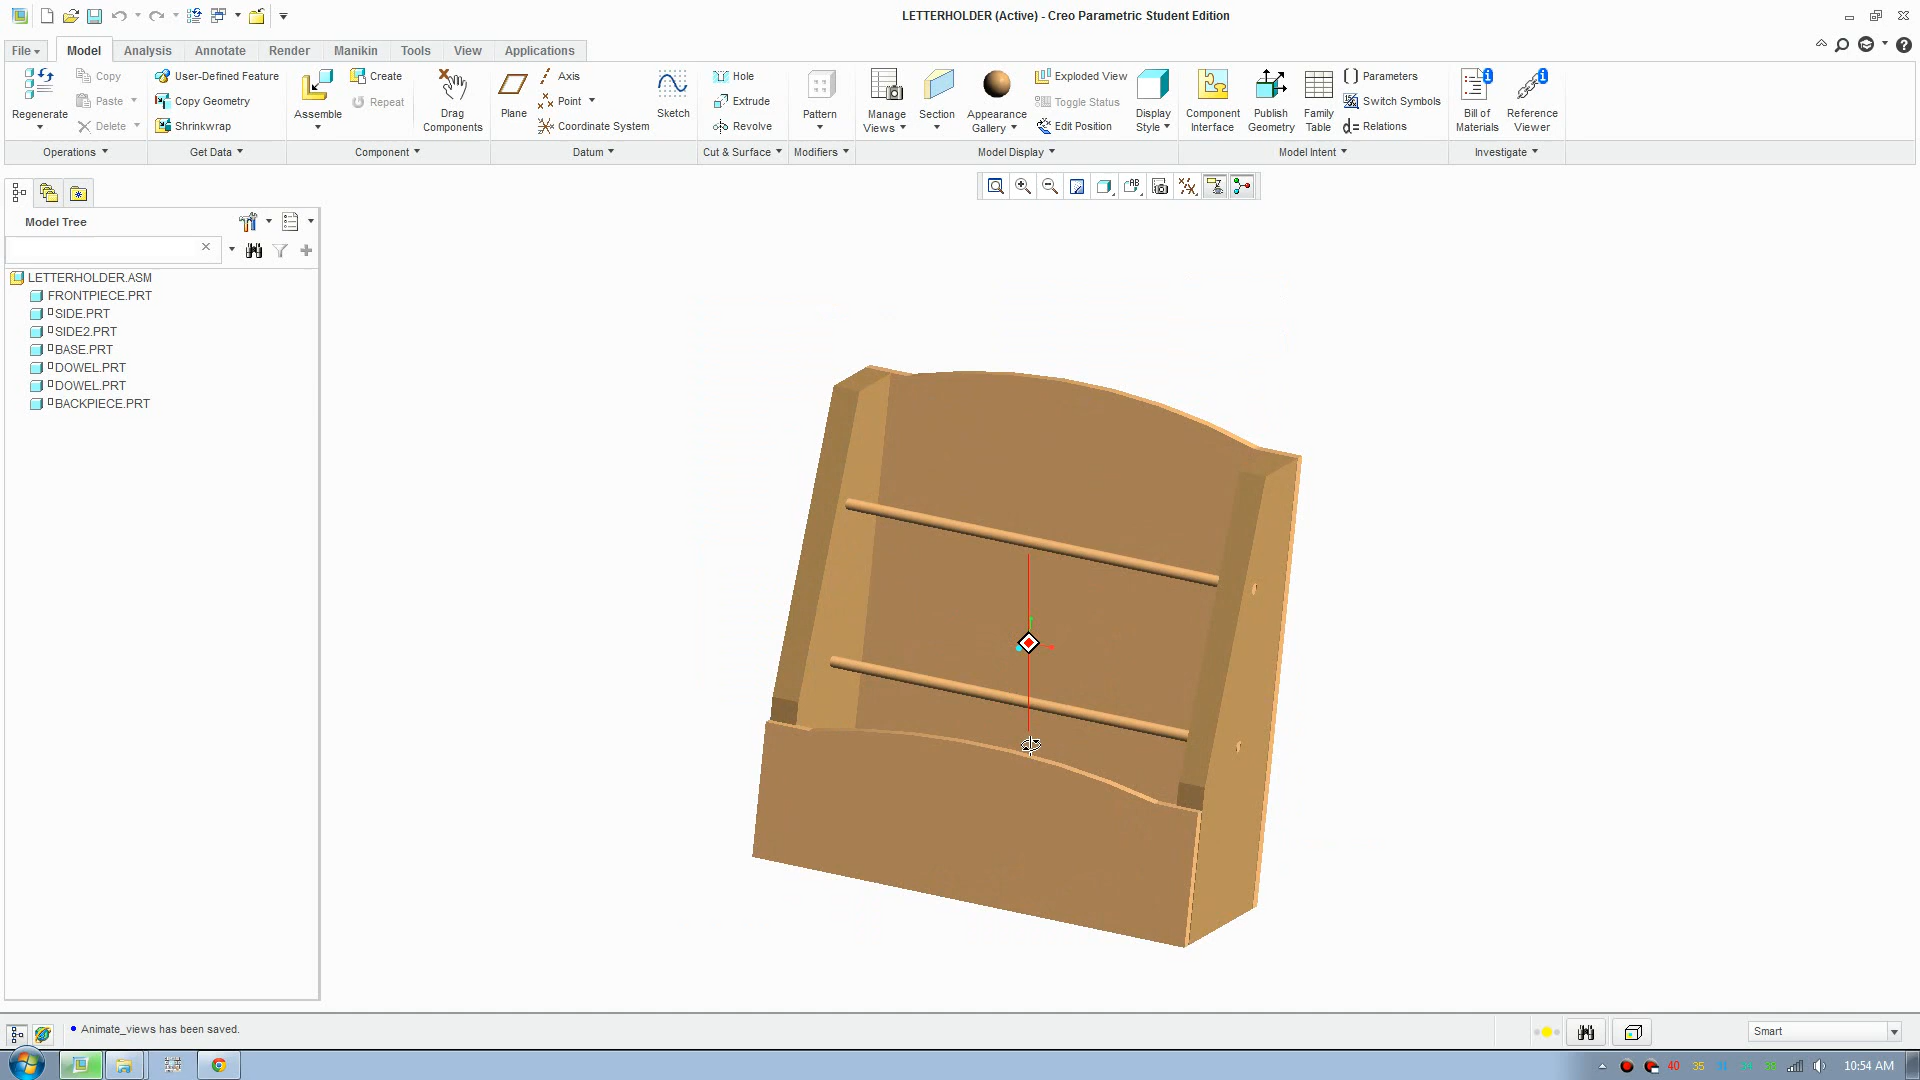 LETTERHOLDER (Active) - Creo Parametric Student Edition
File Model Analysis Annotate Render Manikin Tools View Applications
Regenerate
Copy
Paste
Delete
Operations
User-Defined Feature
Copy Geometry
Shrinkwrap
Get Data
Assemble
Create
Repeat
Drag
Components
Component
Plane
Axis
Point
Coordinate System
Sketch
Datum
Hole
Extrude
Revolve
Cut & Surface
Pattern
Modifiers
Manage
Views
Section
Appearance
Gallery
Exploded View
Toggle Status
Edit Position
Display
Style
Model Display
Component
Interface
Publish
Geometry
Family
Table
Parameters
Switch Symbols
Relations
Model Intent
Bill of
Materials
Reference
Viewer
Investigate
Model Tree
LETTERHOLDER.ASM
FRONTPIECE.PRT
SIDE.PRT
SIDE2.PRT
BASE.PRT
DOWEL.PRT
DOWEL.PRT
BACKPIECE.PRT
Animate_views has been saved.
Smart
40 35
10:54 AM